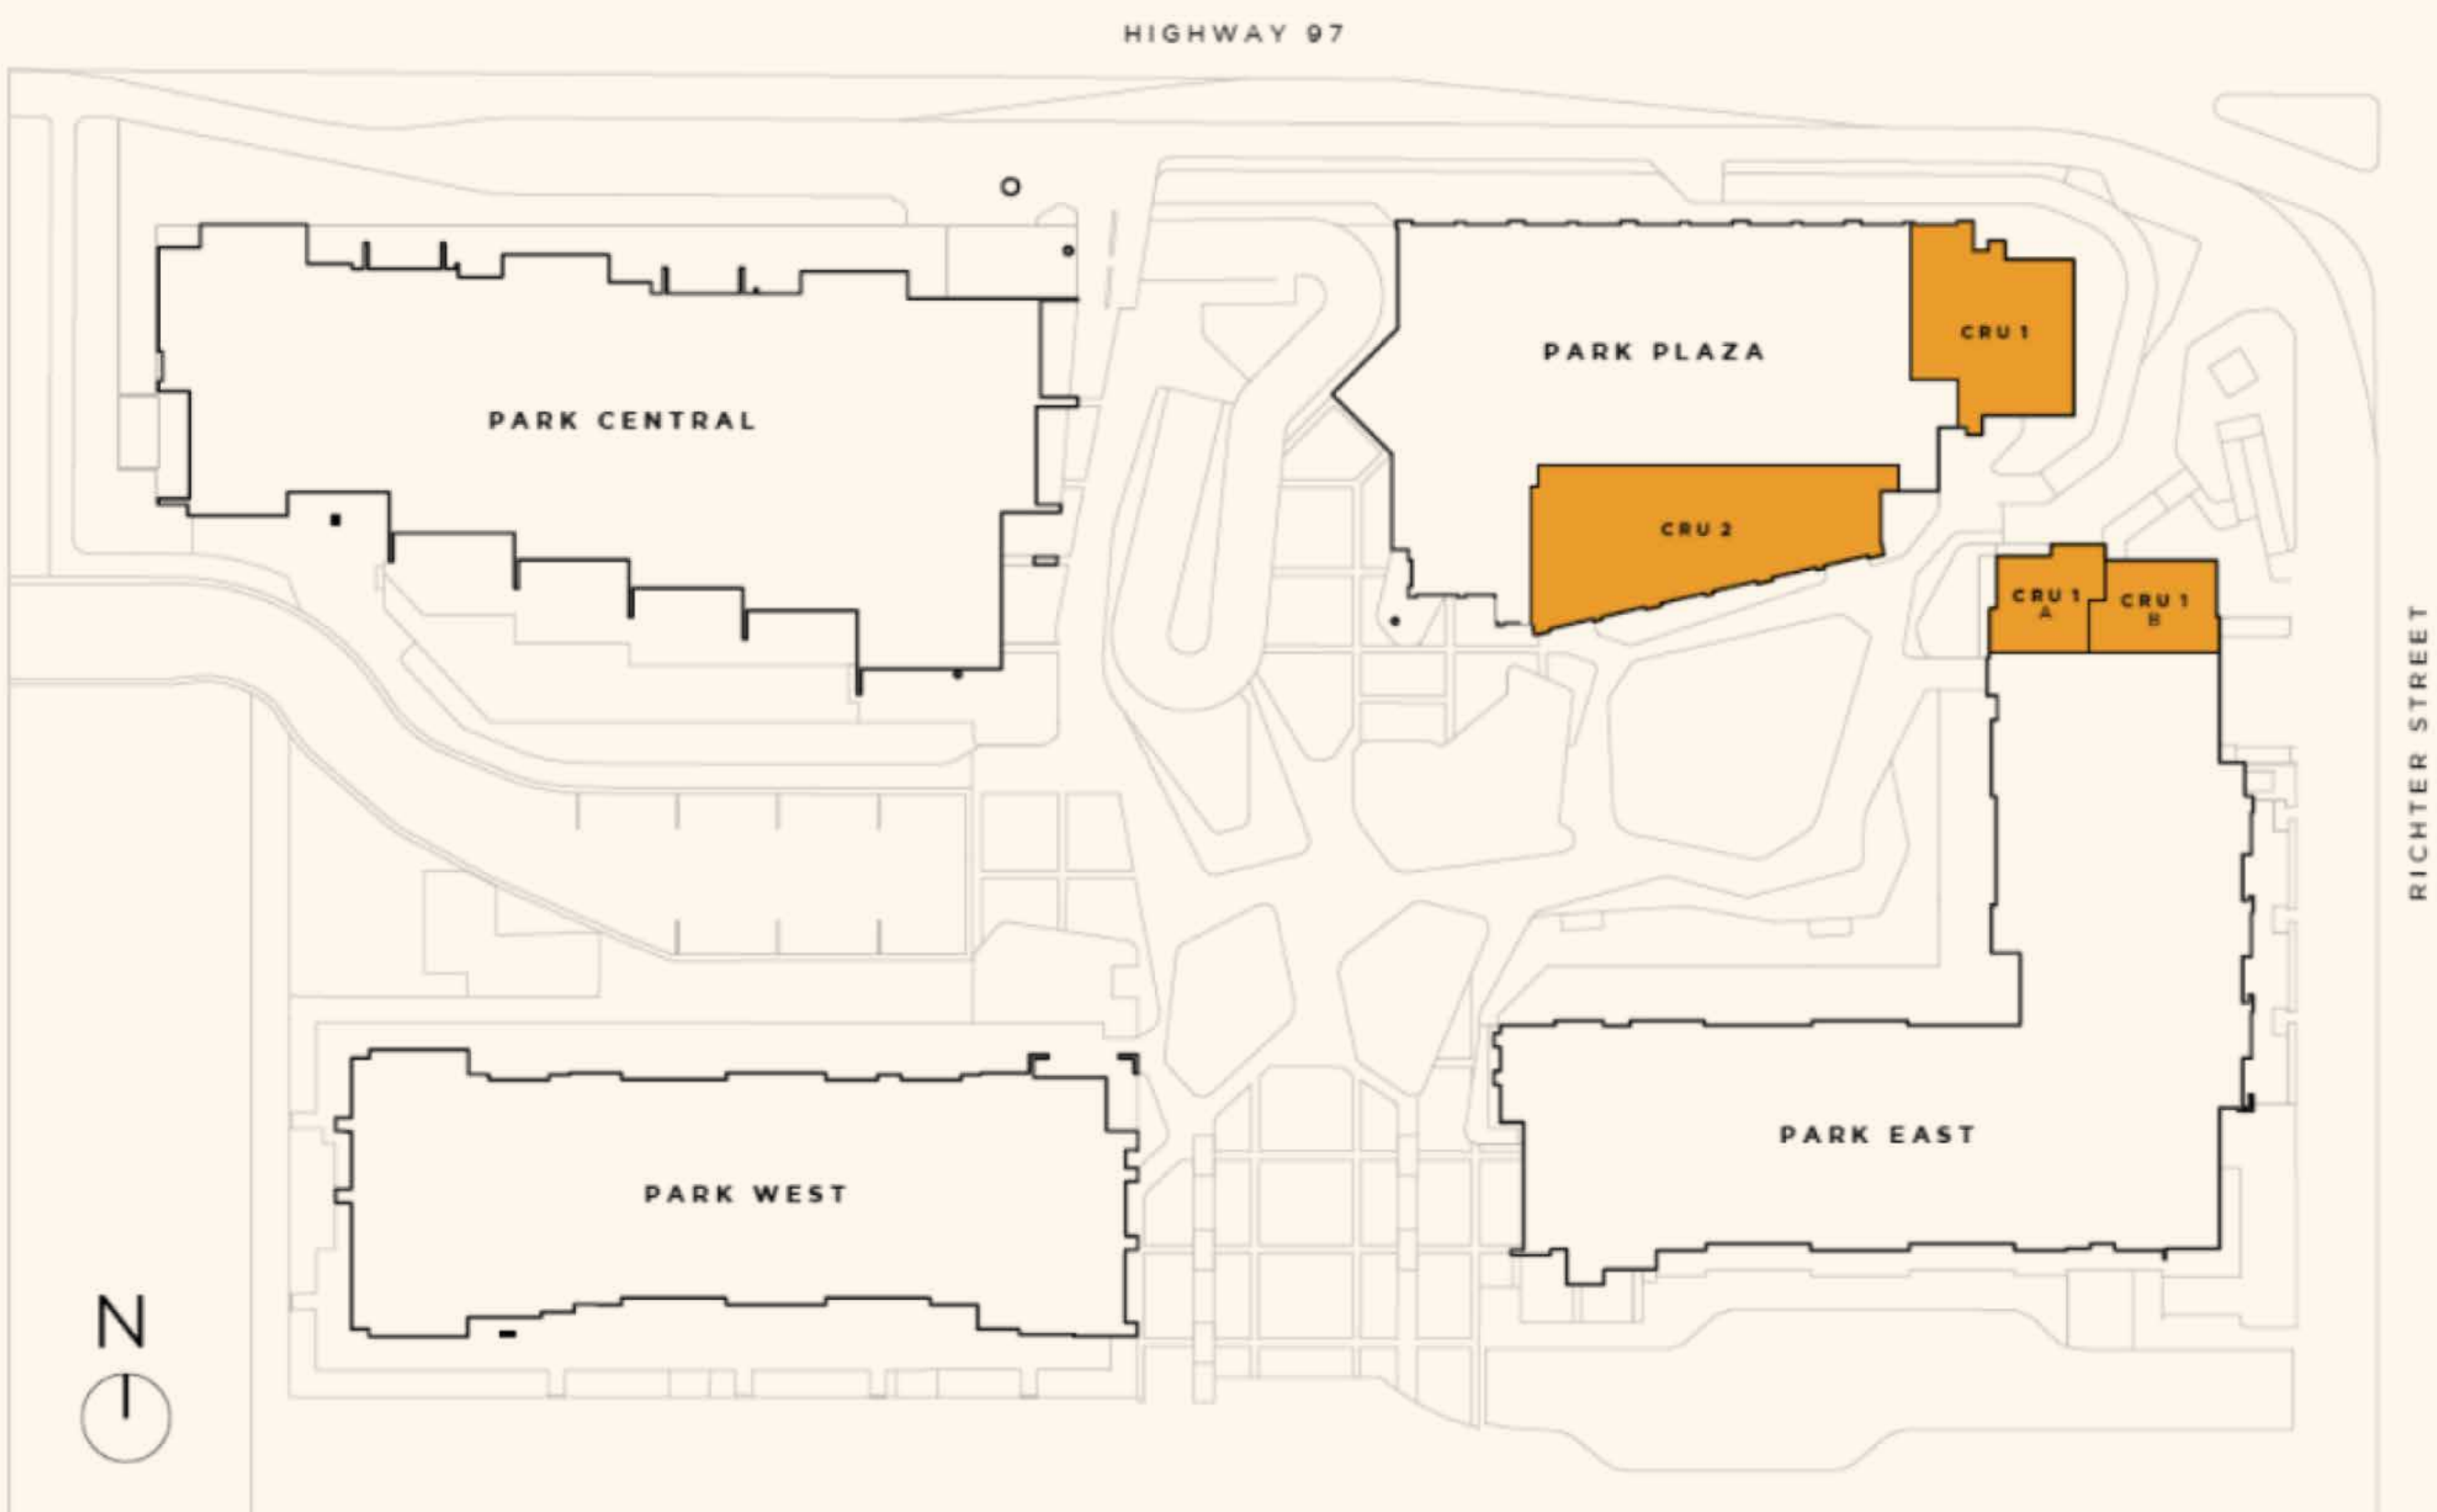 HIGHWAY 97
PARK CENTRAL
PARK PLAZA
CRU 1
CRU 2
CRU 1
A
CRU 1
B
RICHTER STREET
PARK WEST
PARK EAST
N